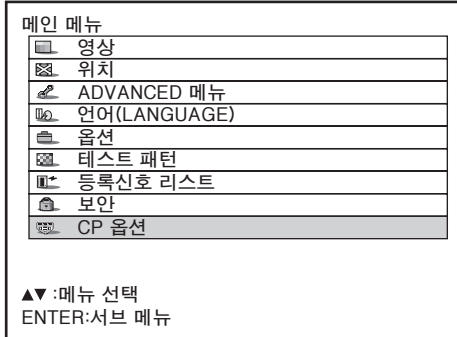 메인 메뉴
영상
위치
ADVANCED 메뉴
언어(LANGUAGE)
옵션
테스트 패턴
등록신호 리스트
보안
CP 옵션
▲▼ :메뉴 선택
ENTER:서브 메뉴